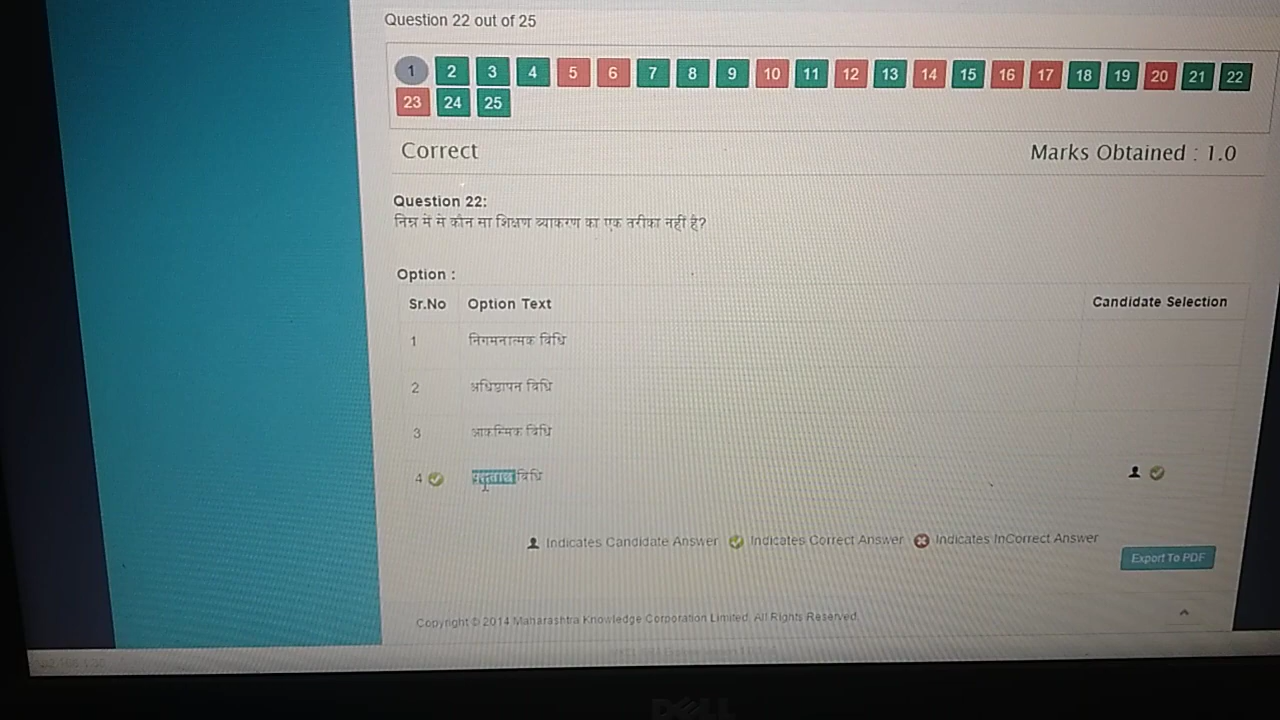 Question 22 out of 25
1 2 3 4 5 6 7 8 9 10 11 12 13 14 15 16 17 18 19 20 21 22
23 24 25
Correct Marks Obtained : 1.0
Question 22:
निम्न में से कौन सा शिक्षण व्याकरण का एक तरीका नहीं है?
Option :
Sr.No Option Text Candidate Selection
1 निगमनात्मक विधि
2 अधिष्ठापन विधि
3 आकस्मिक विधि
4 विधि
Indicates Candidate Answer Indicates Correct Answer Indicates InCorrect Answer
Export To PDF
Copyright © 2014 Maharashtra Knowledge Corporation Limited. All Rights Reserved.
DELL